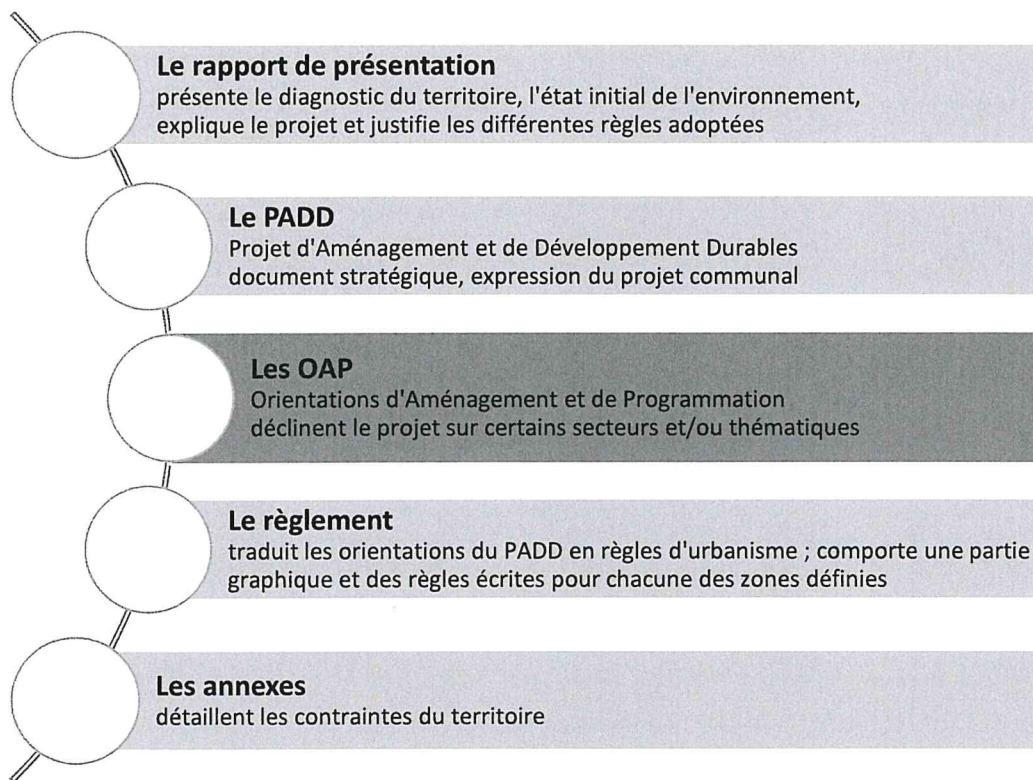 Le rapport de présentation
présente le diagnostic du territoire, l'état initial de l'environnement,
explique le projet et justifie les différentes règles adoptées
Le PADD
Projet d'Aménagement et de Développement Durables
document stratégique, expression du projet communal
Les OAP
Orientations d'Aménagement et de Programmation
déclinent le projet sur certains secteurs et/ou thématiques
Le règlement
traduit les orientations du PADD en règles d'urbanisme ; comporte une partie
graphique et des règles écrites pour chacune des zones définies
Les annexes
détaillent les contraintes du territoire